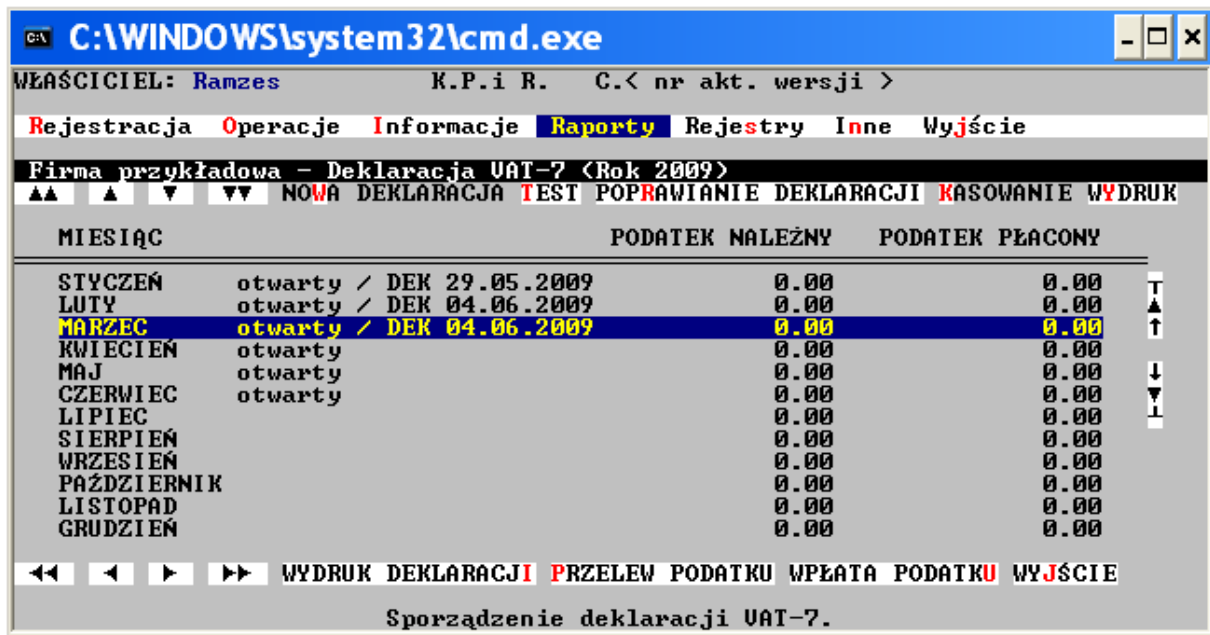 C:\WINDOWS\system32\cmd.exe
WŁAŚCICIEL: Ramzes K.P.i R. C.< nr akt. wersji >
Rejestracja Operacje Informacje Raporty Rejestry Inne Wyjście
Firma przykładowa - Deklaracja VAT-7 (Rok 2009)
NOWA DEKLARACJA TEST POPRAWIANIE DEKLARACJI KASOWANIE WYDRUK
MIESIĄC PODATEK NALEŻNY PODATEK PŁACONY
STYCZEŃ otwarty / DEK 29.05.2009 0.00 0.00
LUTY otwarty / DEK 04.06.2009 0.00 0.00
MARZEC otwarty / DEK 04.06.2009 0.00 0.00
KWIECIEŃ otwarty 0.00 0.00
MAJ otwarty 0.00 0.00
CZERWIEC otwarty 0.00 0.00
LIPIEC 0.00 0.00
SIERPIEŃ 0.00 0.00
WRZESIEŃ 0.00 0.00
PAŹDZIERNIK 0.00 0.00
LISTOPAD 0.00 0.00
GRUDZIEŃ 0.00 0.00
WYDRUK DEKLARACJI PRZELEW PODATKU WPŁATA PODATKU WYJŚCIE
Sporządzenie deklaracji VAT-7.